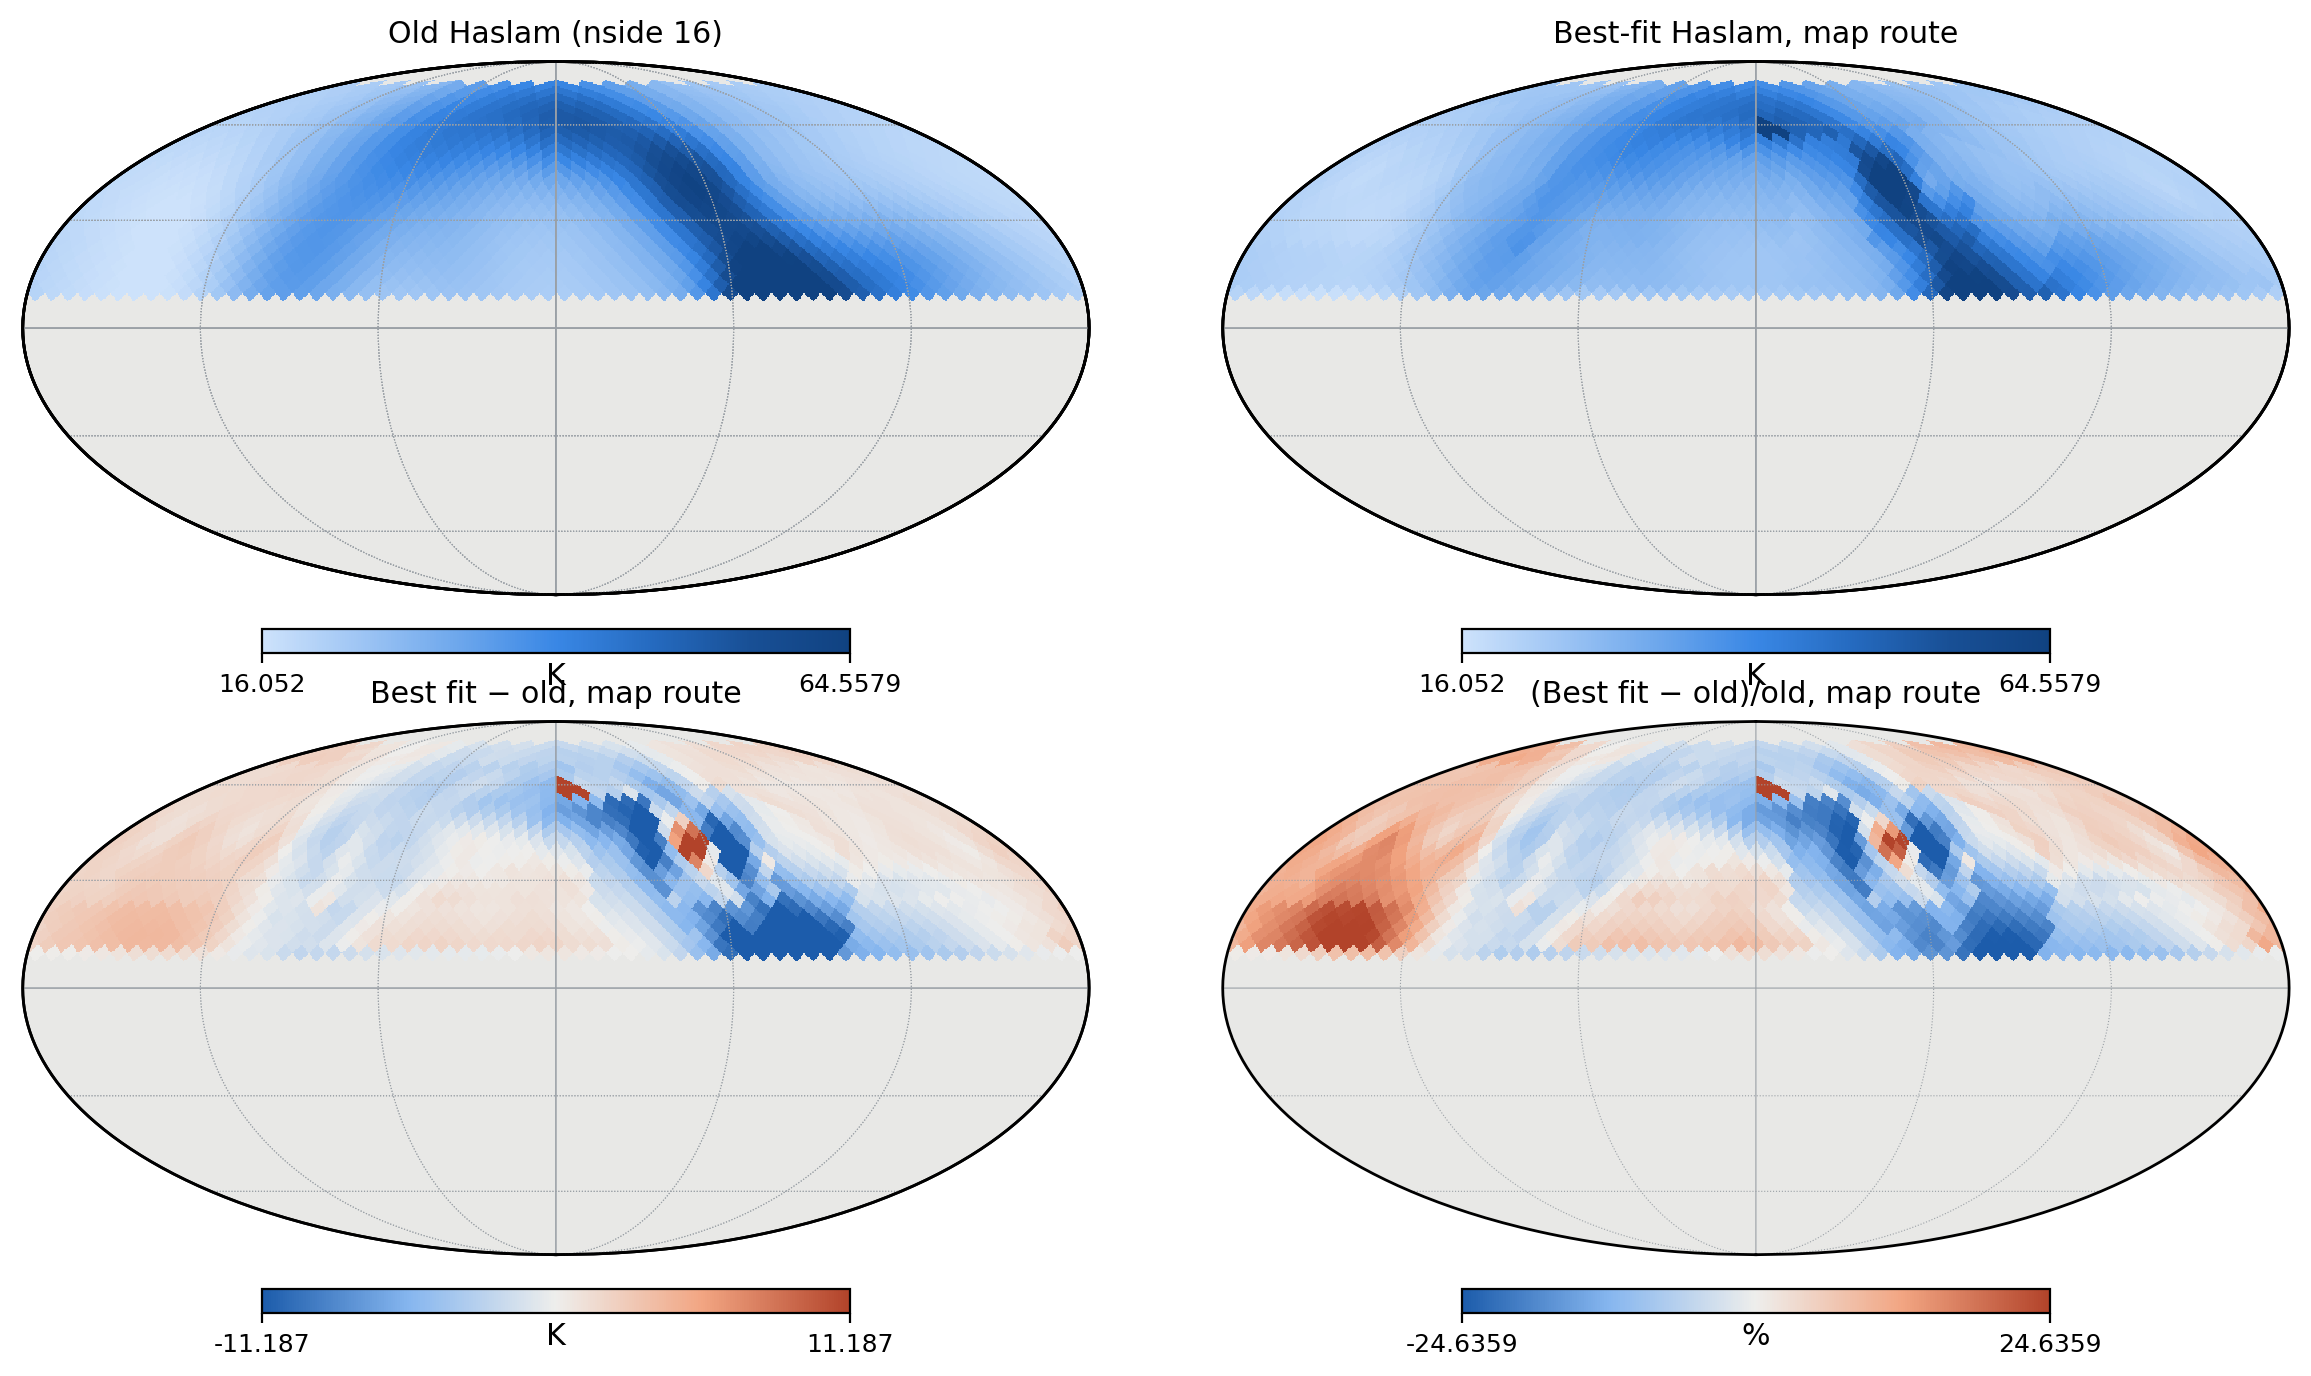 Old Haslam (nside 16)
Best-fit Haslam, map route
16.052
K
64.5579
16.052
K
64.5579
Best fit − old, map route
(Best fit − old)/old, map route
-11.187
K
11.187
-24.6359
%
24.6359